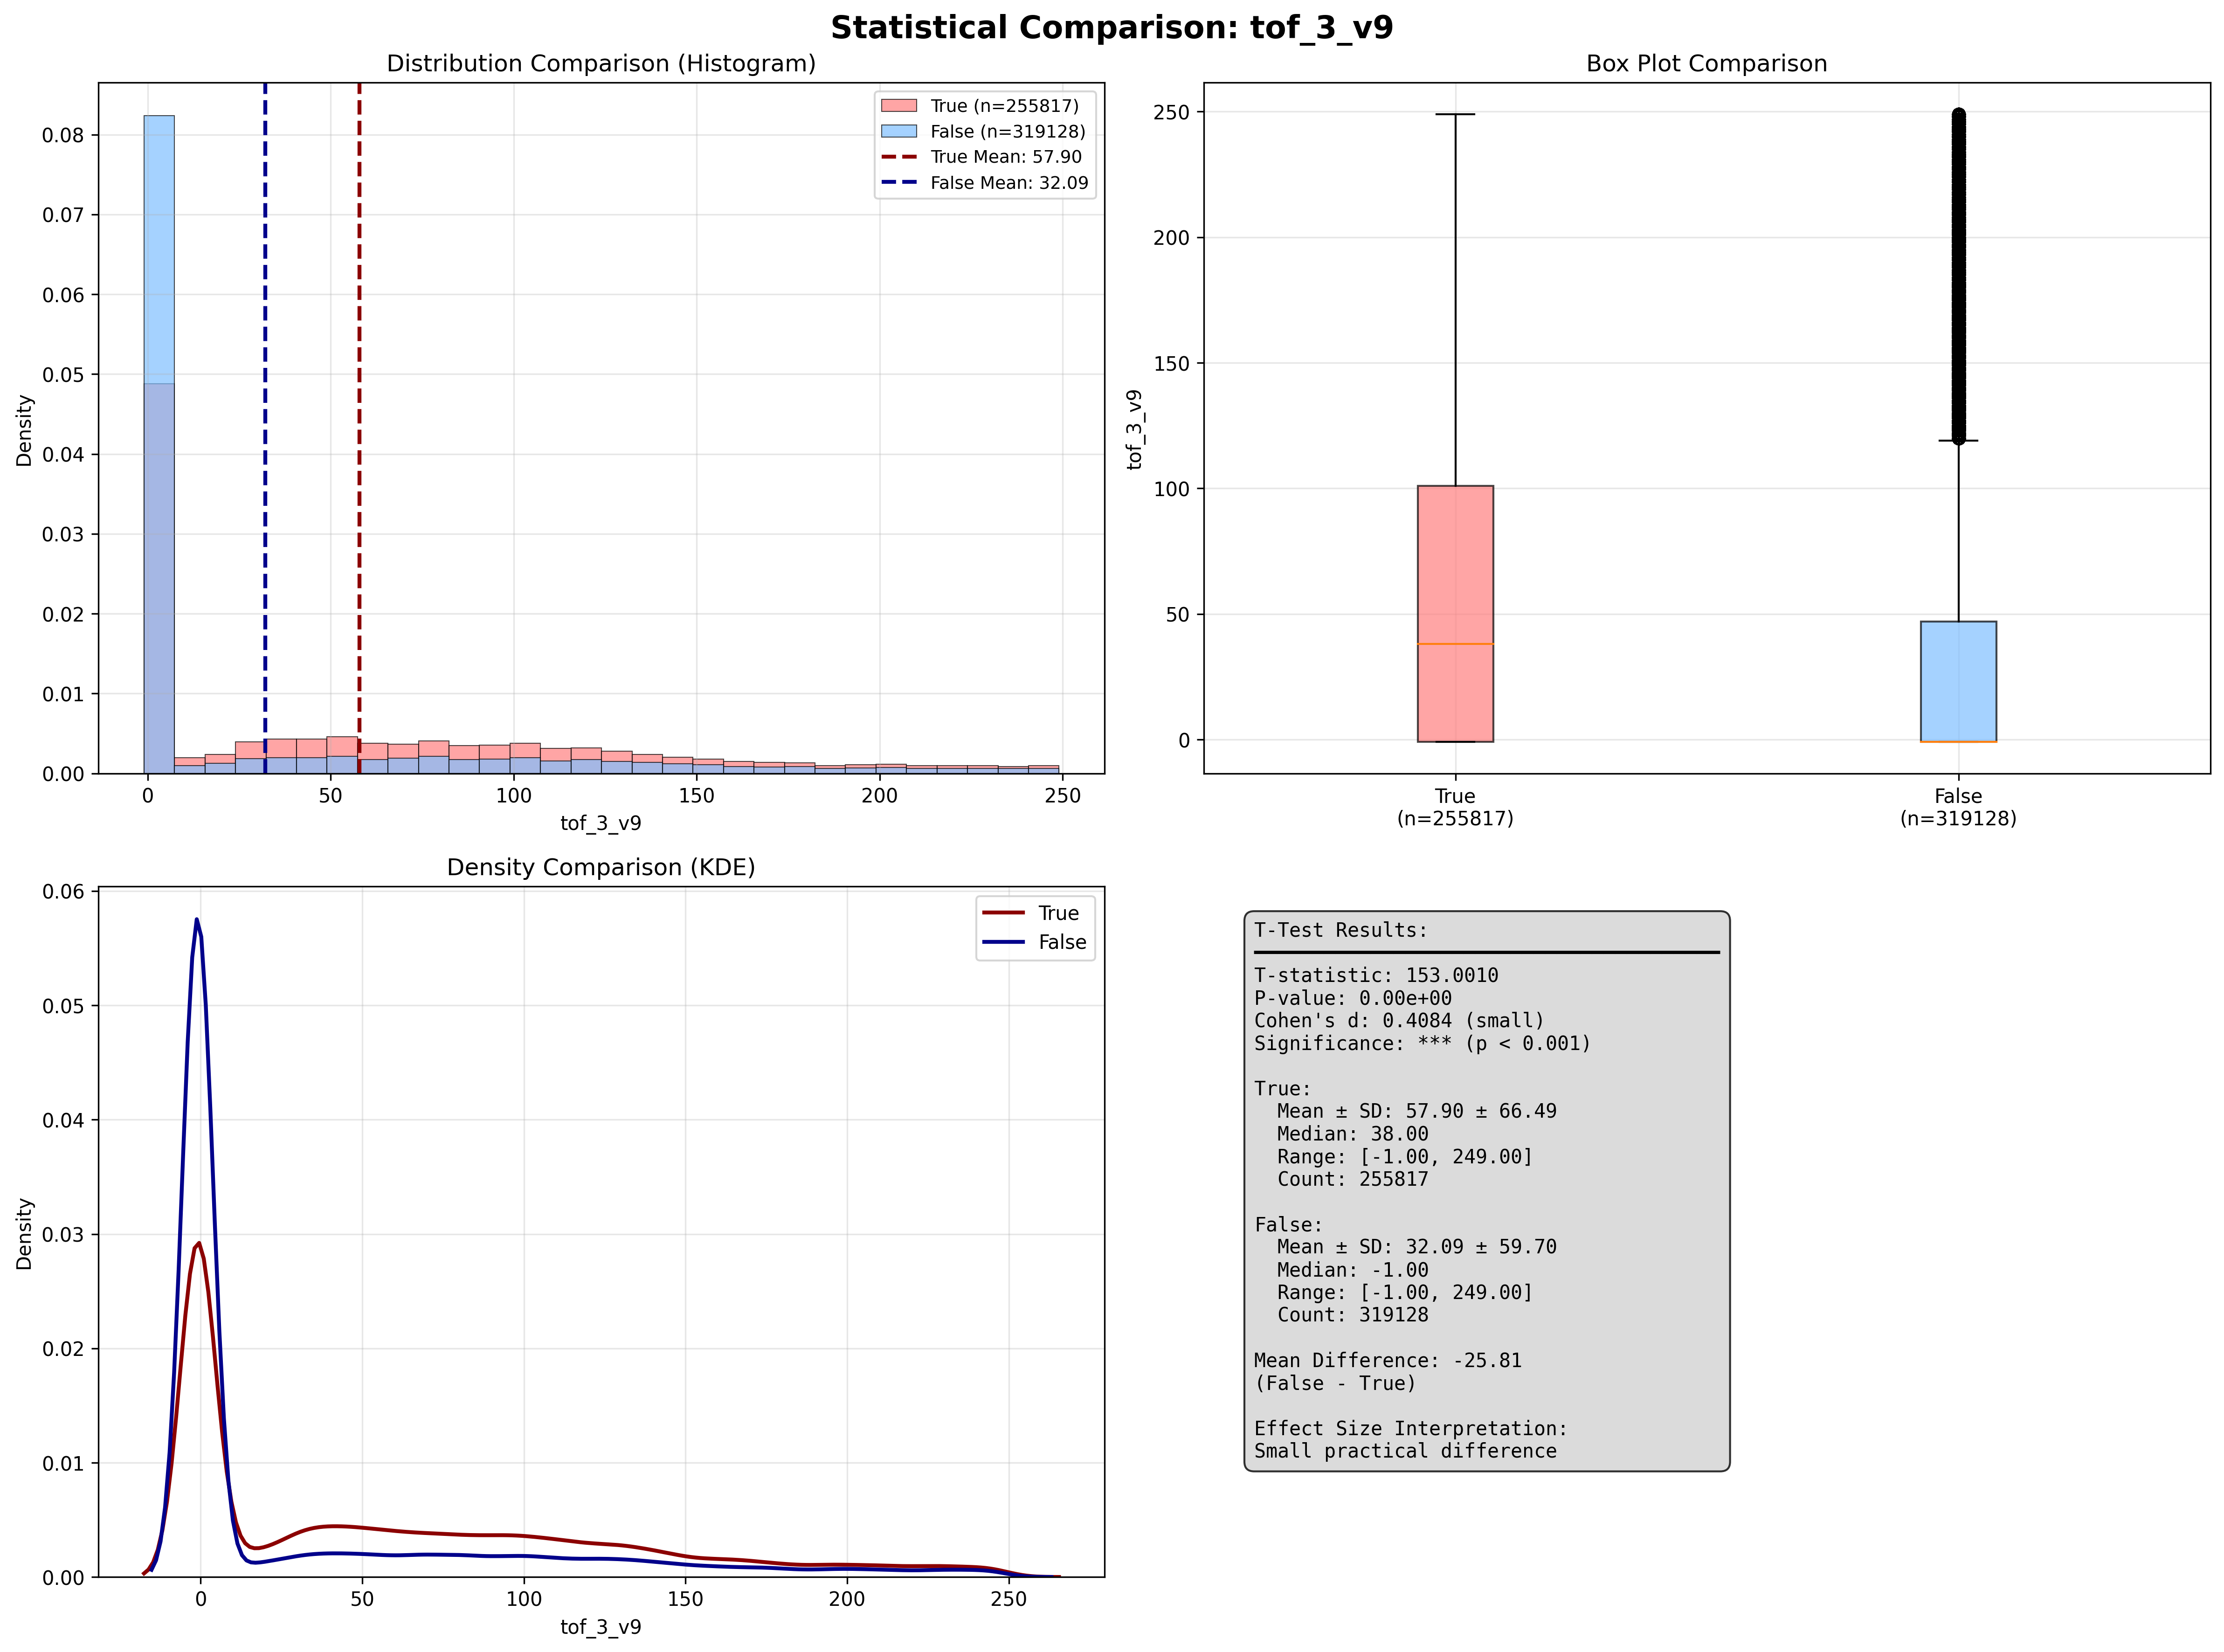 Statistical Comparison: tof_3_v9
Distribution Comparison (Histogram)
Density
0.08
0.07
0.06
0.05
0.04
0.03
0.02
0.01
0.00
0 50 100 150 200 250
tof_3_v9
True (n=255817)
False (n=319128)
True Mean: 57.90
False Mean: 32.09
Box Plot Comparison
tof_3_v9
250
200
150
100
50
0
True False
(n=255817) (n=319128)
Density Comparison (KDE)
Density
0.06
0.05
0.04
0.03
0.02
0.01
0.00
0 50 100 150 200 250
tof_3_v9
True
False
T-Test Results:
T-statistic: 153.0010
P-value: 0.00e+00
Cohen's d: 0.4084 (small)
Significance: *** (p < 0.001)
True:
Mean ± SD: 57.90 ± 66.49
Median: 38.00
Range: [-1.00, 249.00]
Count: 255817
False:
Mean ± SD: 32.09 ± 59.70
Median: -1.00
Range: [-1.00, 249.00]
Count: 319128
Mean Difference: -25.81
(False - True)
Effect Size Interpretation:
Small practical difference